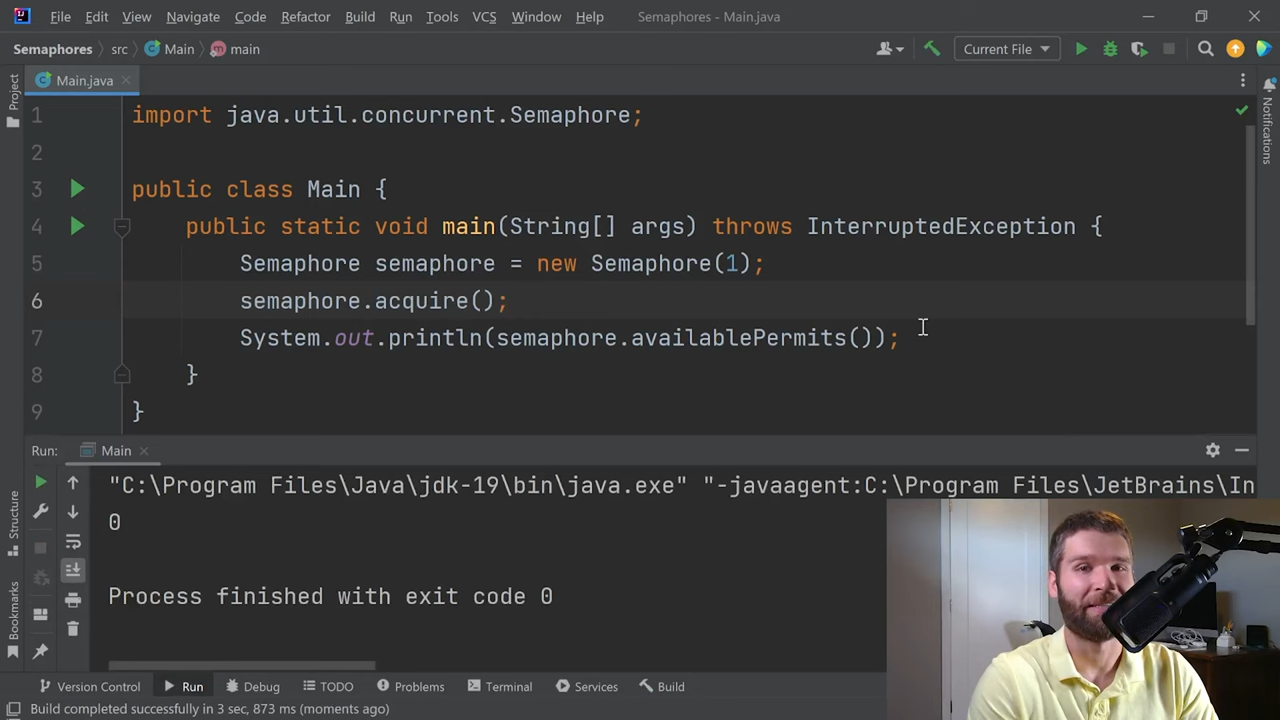 File Edit View Navigate Code Refactor Build Run Tools VCS Window Help Semaphores - Main.java
Semaphores src Main main Current File
Project
Main.java
Notifications
1 import java.util.concurrent.Semaphore;
2
3 public class Main {
4 public static void main(String[] args) throws InterruptedException {
5 Semaphore semaphore = new Semaphore(1);
6 semaphore.acquire();
7 System.out.println(semaphore.availablePermits());
8 }
9 }
Run: Main
"C:\Program Files\Java\jdk-19\bin\java.exe" "-javaagent:C:\Program Files\JetBrains\In
0
Process finished with exit code 0
Structure
Bookmarks
Version Control Run Debug TODO Problems Terminal Services Build
Build completed successfully in 3 sec, 873 ms (moments ago)